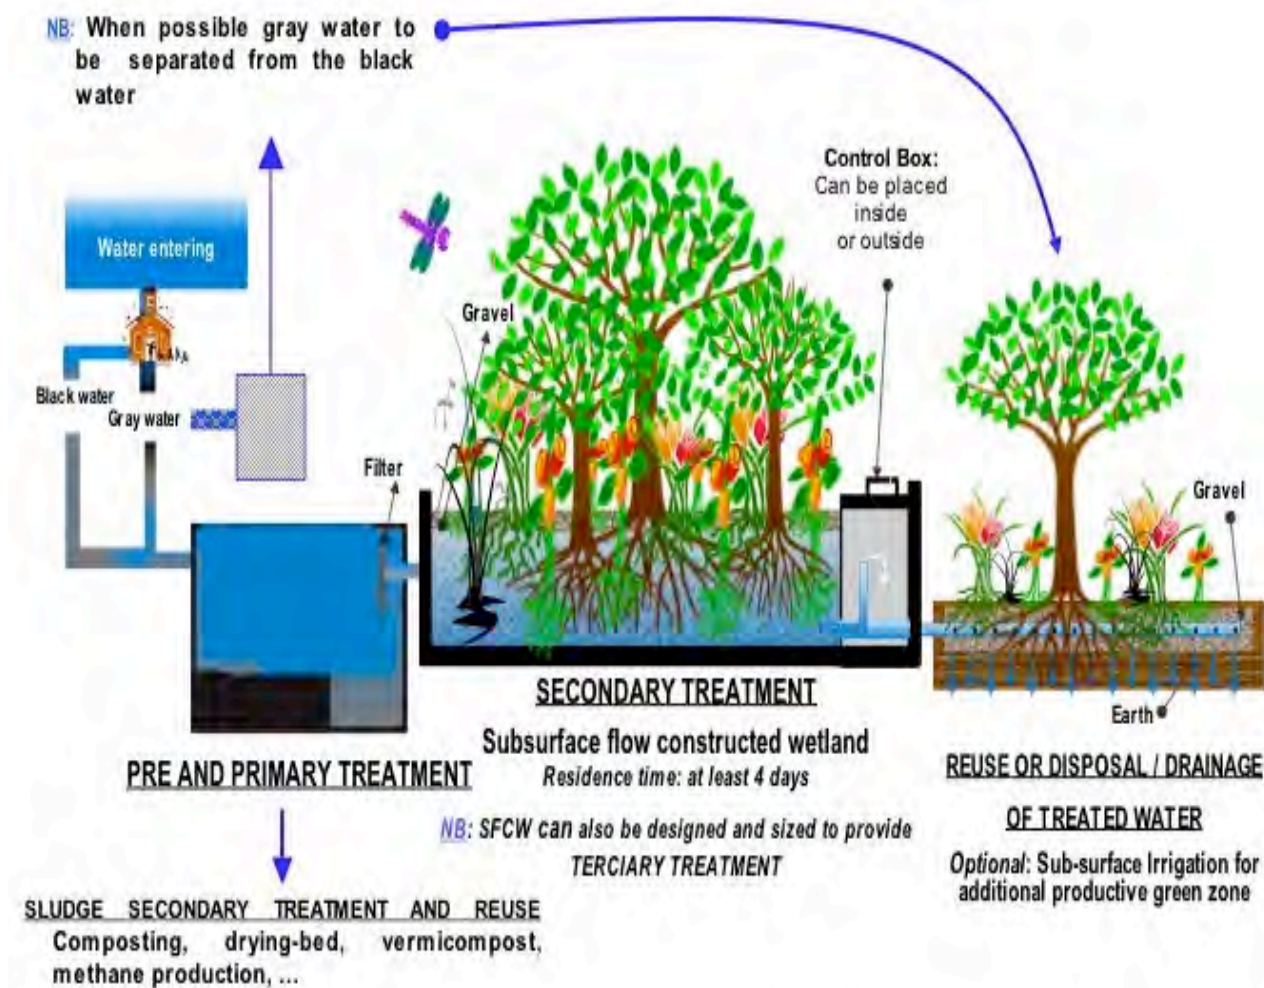 NB: When possible gray water to
be separated from the black
water
Control Box:
Can be placed
inside
or outside
Water entering
Gravel
Black water
Gray water
Filter
Gravel
Earth
SECONDARY TREATMENT
Subsurface flow constructed wetland
Residence time: at least 4 days
PRE AND PRIMARY TREATMENT
REUSE OR DISPOSAL / DRAINAGE
OF TREATED WATER
NB: SFCW can also be designed and sized to provide
TERCIARY TREATMENT
Optional: Sub-surface Irrigation for
additional productive green zone
SLUDGE SECONDARY TREATMENT AND REUSE
Composting, drying-bed, vermicompost,
methane production, ...